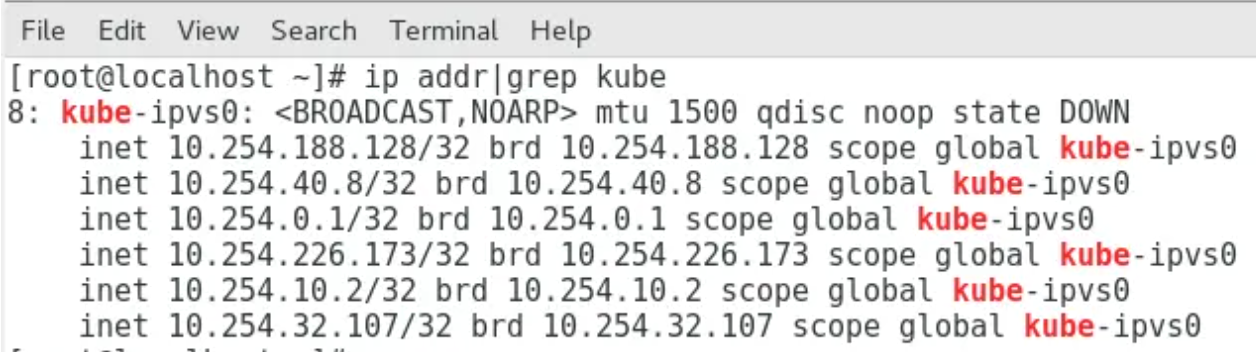 File Edit View Search Terminal Help
[root@localhost ~]# ip addr|grep kube
8: kube-ipvs0: <BROADCAST,NOARP> mtu 1500 qdisc noop state DOWN
    inet 10.254.188.128/32 brd 10.254.188.128 scope global kube-ipvs0
    inet 10.254.40.8/32 brd 10.254.40.8 scope global kube-ipvs0
    inet 10.254.0.1/32 brd 10.254.0.1 scope global kube-ipvs0
    inet 10.254.226.173/32 brd 10.254.226.173 scope global kube-ipvs0
    inet 10.254.10.2/32 brd 10.254.10.2 scope global kube-ipvs0
    inet 10.254.32.107/32 brd 10.254.32.107 scope global kube-ipvs0